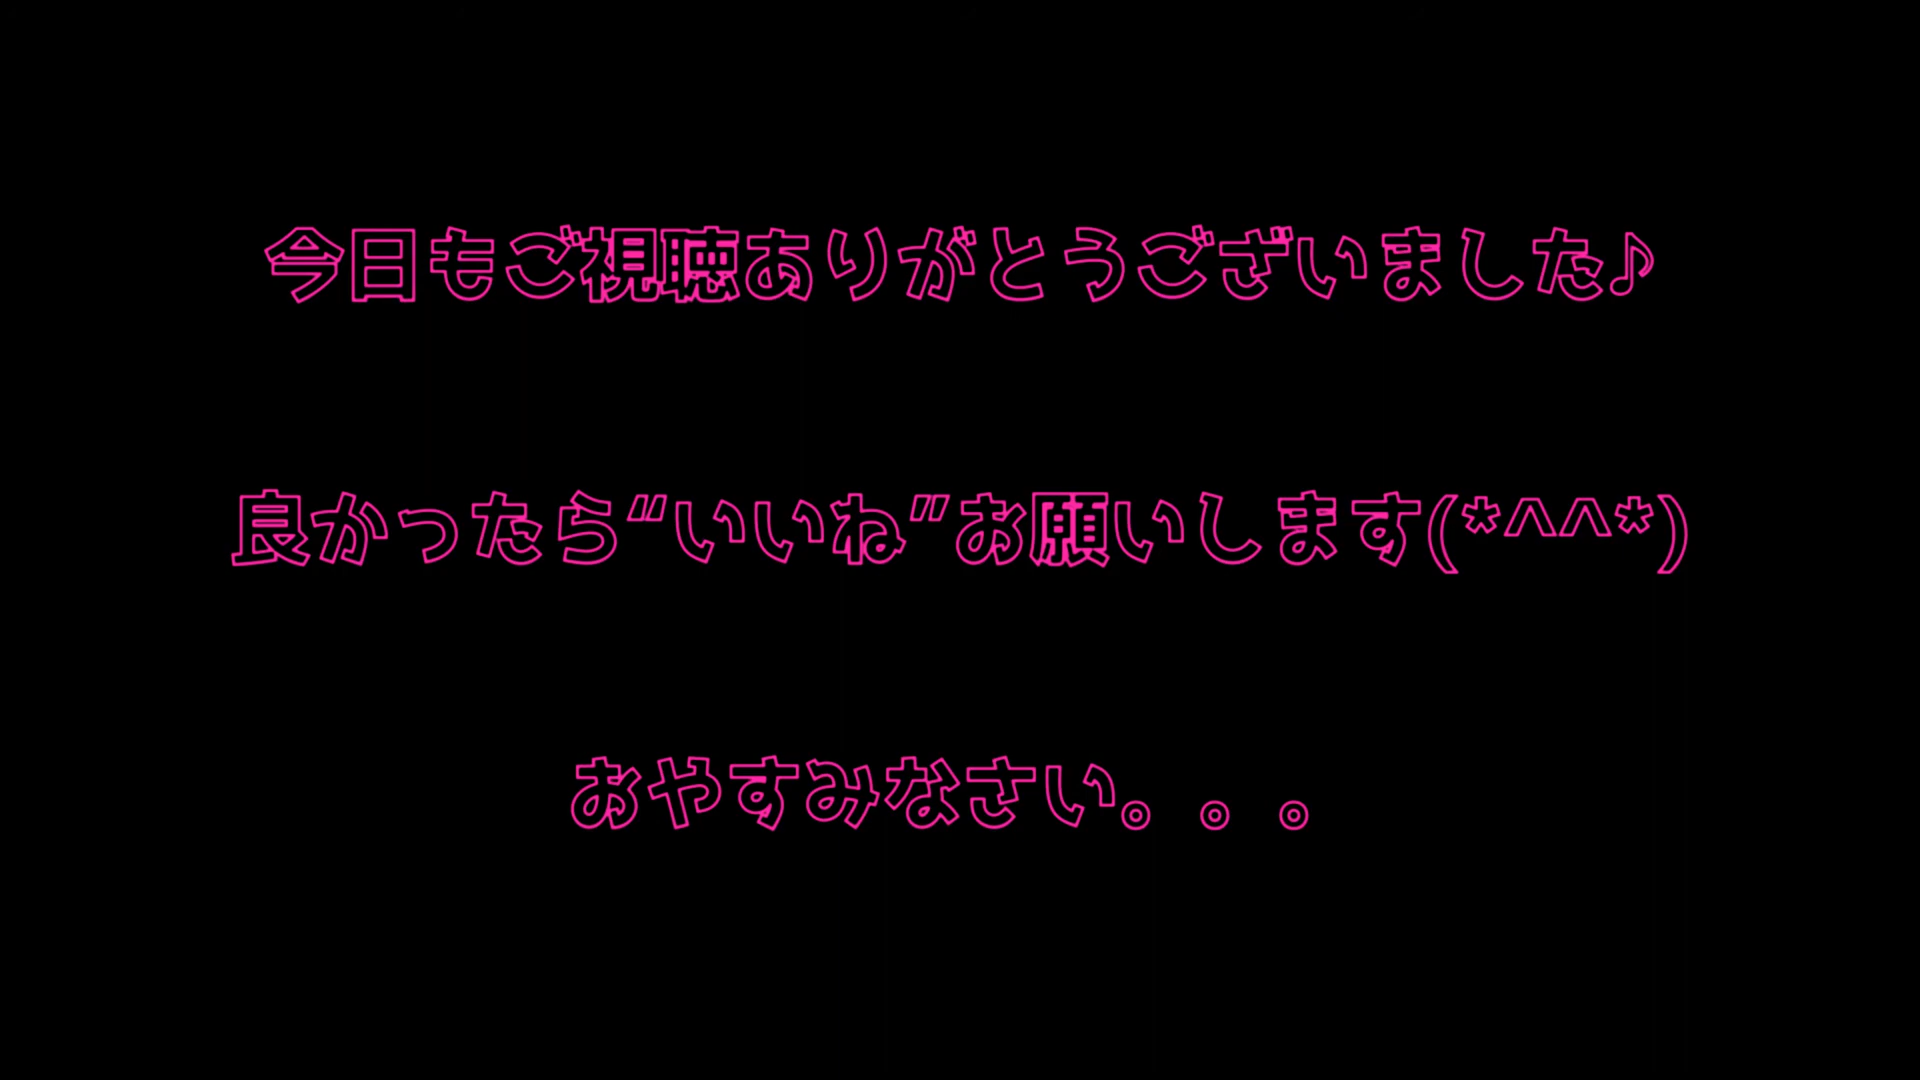 今日もご視聴ありがとうございました♪
良かったら“いいね”お願いします(*^^*)
おやすみなさい。。。